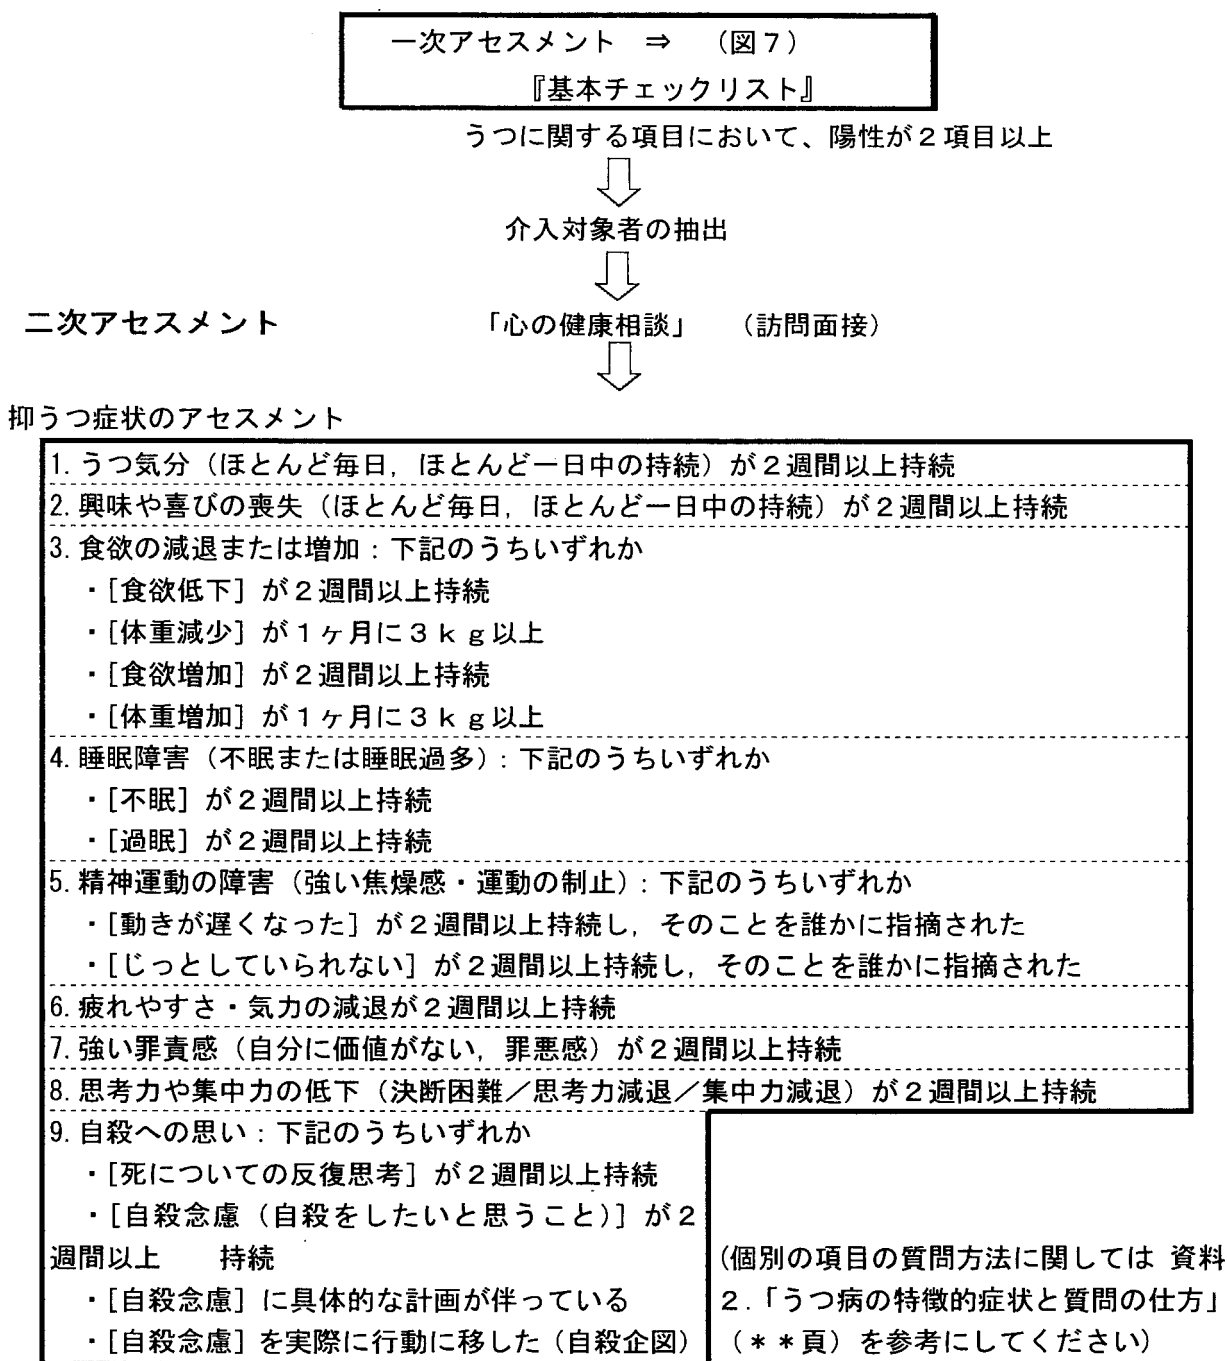 一次アセスメント ⇒ （図７）
『基本チェックリスト』
うつに関する項目において、陽性が２項目以上
介入対象者の抽出
二次アセスメント 「心の健康相談」 （訪問面接）
抑うつ症状のアセスメント
1. うつ気分（ほとんど毎日，ほとんど一日中の持続）が２週間以上持続
2. 興味や喜びの喪失（ほとんど毎日，ほとんど一日中の持続）が２週間以上持続
3. 食欲の減退または増加：下記のうちいずれか
・［食欲低下］が２週間以上持続
・［体重減少］が１ヶ月に３ｋｇ以上
・［食欲増加］が２週間以上持続
・［体重増加］が１ヶ月に３ｋｇ以上
4. 睡眠障害（不眠または睡眠過多）：下記のうちいずれか
・［不眠］が２週間以上持続
・［過眠］が２週間以上持続
5. 精神運動の障害（強い焦燥感・運動の制止）：下記のうちいずれか
・［動きが遅くなった］が２週間以上持続し，そのことを誰かに指摘された
・［じっとしていられない］が２週間以上持続し，そのことを誰かに指摘された
6. 疲れやすさ・気力の減退が２週間以上持続
7. 強い罪責感（自分に価値がない，罪悪感）が２週間以上持続
8. 思考力や集中力の低下（決断困難／思考力減退／集中力減退）が２週間以上持続
9. 自殺への思い：下記のうちいずれか
・［死についての反復思考］が２週間以上持続
・［自殺念慮（自殺をしたいと思うこと）］が２
週間以上 持続
・［自殺念慮］に具体的な計画が伴っている
・［自殺念慮］を実際に行動に移した（自殺企図）
（個別の項目の質問方法に関しては 資料
２．「うつ病の特徴的症状と質問の仕方」
（＊＊頁）を参考にしてください）